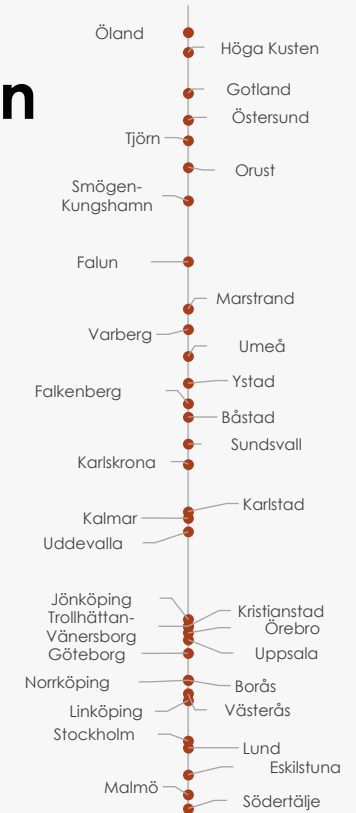 Öland
Höga Kusten
n
Gotland
Östersund
Tjörn
Orust
Smögen-
Kungshamn
Falun
Marstrand
Varberg
Umeå
Ystad
Falkenberg
Båstad
Sundsvall
Karlskrona
Karlstad
Kalmar
Uddevalla
Jönköping
Kristianstad
Trollhättan-
Vänersborg
Örebro
Göteborg
Uppsala
Norrköping
Borås
Linköping
Västerås
Stockholm
Lund
Eskilstuna
Malmö
Södertälje